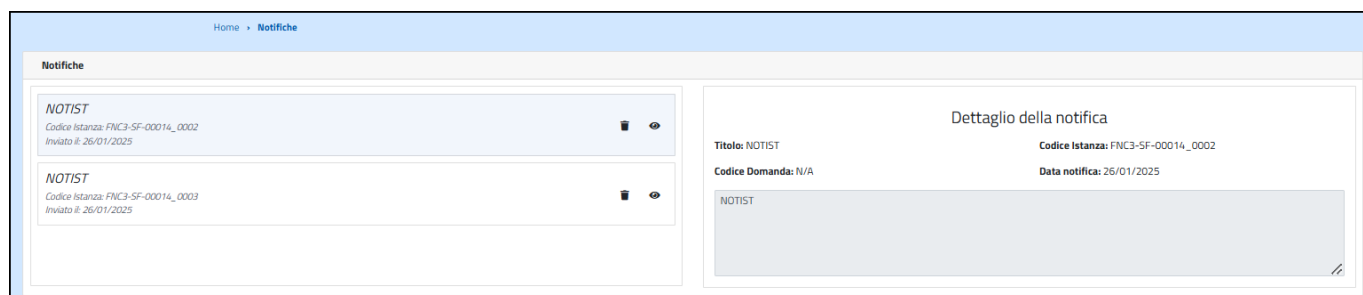 Home › Notifiche
Notifiche
NOTIST
Codice Istanza: FNC3-SF-00014_0002
Inviato il: 26/01/2025
NOTIST
Codice Istanza: FNC3-SF-00014_0003
Inviato il: 26/01/2025
Dettaglio della notifica
Titolo: NOTIST Codice Istanza: FNC3-SF-00014_0002
Codice Domanda: N/A Data notifica: 26/01/2025
NOTIST